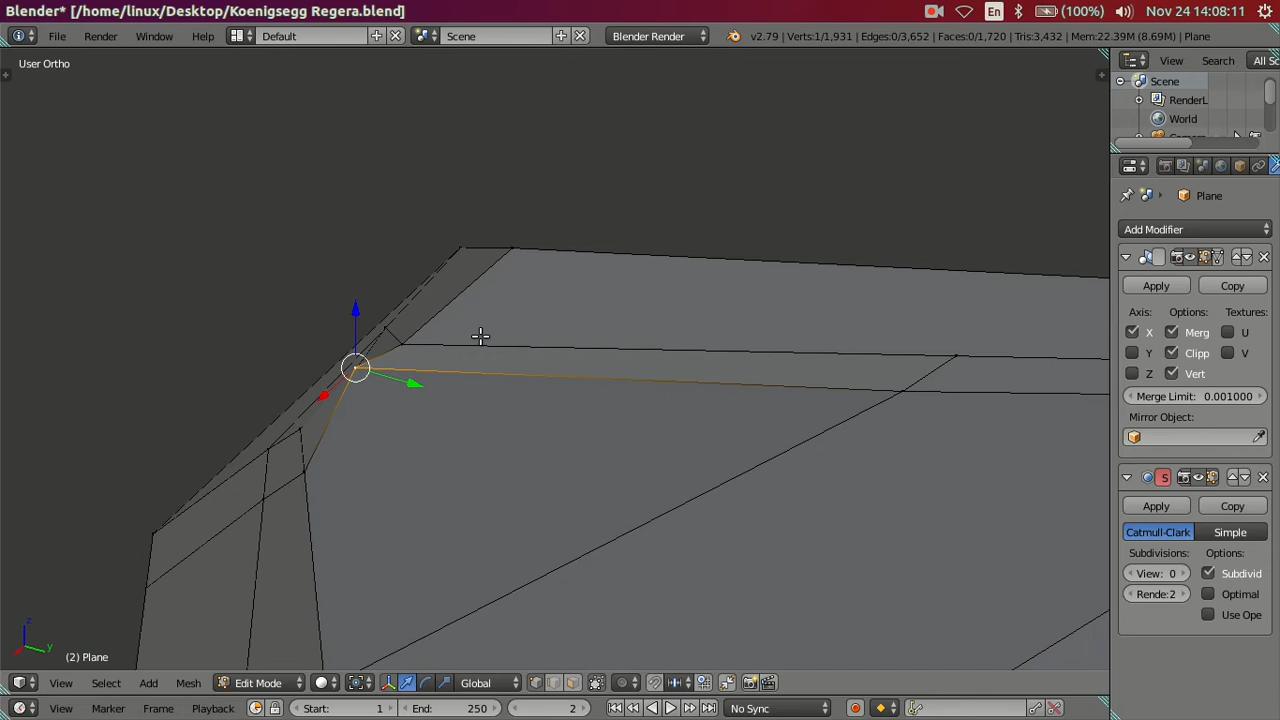 Blender* [/home/linux/Desktop/Koenigsegg Regera.blend]
En
(100%)
Nov 24 14:08:11
File Render Window Help
Default
Scene
Blender Render
v2.79 | Verts:1/1,931 | Edges:0/3,652 | Faces:0/1,720 | Tris:3,432 | Mem:22.39M (8.69M) | Plane
User Ortho
View Search All Sc
Scene
RenderL
World
Plane
Add Modifier
Apply Copy
Axis: Options: Textures:
X Merg U
Y Clipp V
Z Vert
Merge Limit: 0.001000
Mirror Object:
S
Apply Copy
Catmull-Clark Simple
Subdivisions: Options:
View: 0 Subdivid
Rende:2 Optimal
Use Ope
z
y
(2) Plane
View Select Add Mesh Edit Mode Global
View Marker Frame Playback Start: 1 End: 250 2 No Sync